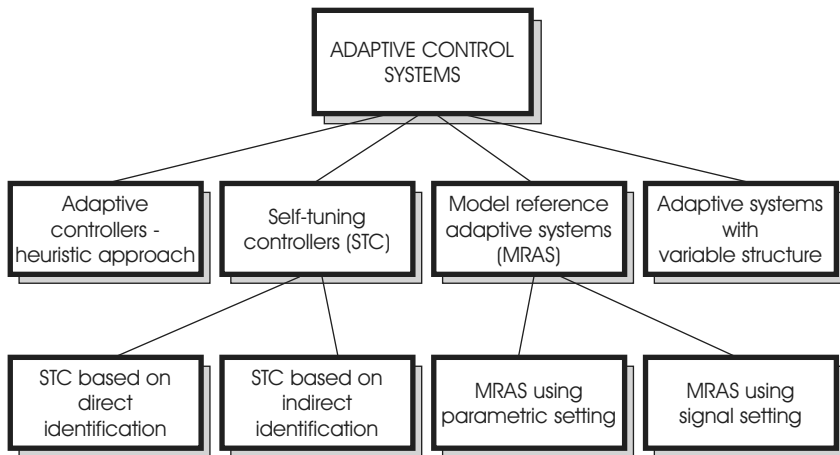 ADAPTIVE CONTROL
SYSTEMS
Adaptive
controllers -
heuristic approach
Self-tuning
controllers (STC)
Model reference
adaptive systems
(MRAS)
Adaptive systems
with
variable structure
STC based on
direct
identification
STC based on
indirect
identification
MRAS using
parametric setting
MRAS using
signal setting